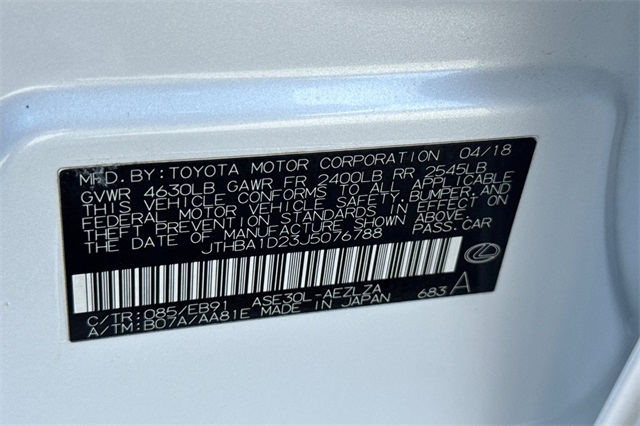 MFD. BY: TOYOTA MOTOR CORPORATION 04/18
GVWR 4630LB GAWR FR 2400LB RR 2545LB
THIS VEHICLE CONFORMS TO ALL APPLICABLE
FEDERAL MOTOR VEHICLE SAFETY, BUMPER, AND
THEFT PREVENTION STANDARDS IN EFFECT ON
THE DATE OF MANUFACTURE SHOWN ABOVE.
JTHBA1D23J5076788 PASS. CAR
C/TR: 085/EB91 ASE30L-AEZLZA 683 A
A/TM: B07A/AA81E MADE IN JAPAN